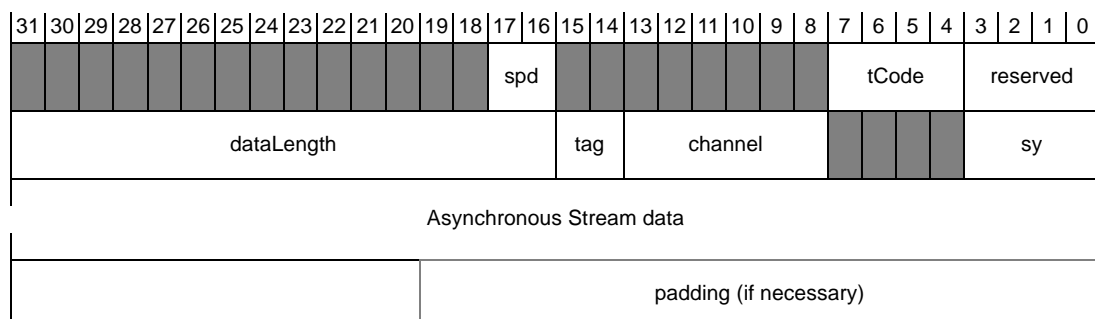 31 30 29 28 27 26 25 24 23 22 21 20 19 18 17 16 15 14 13 12 11 10 9 8 7 6 5 4 3 2 1 0
spd tCode reserved
dataLength tag channel sy
Asynchronous Stream data
padding (if necessary)